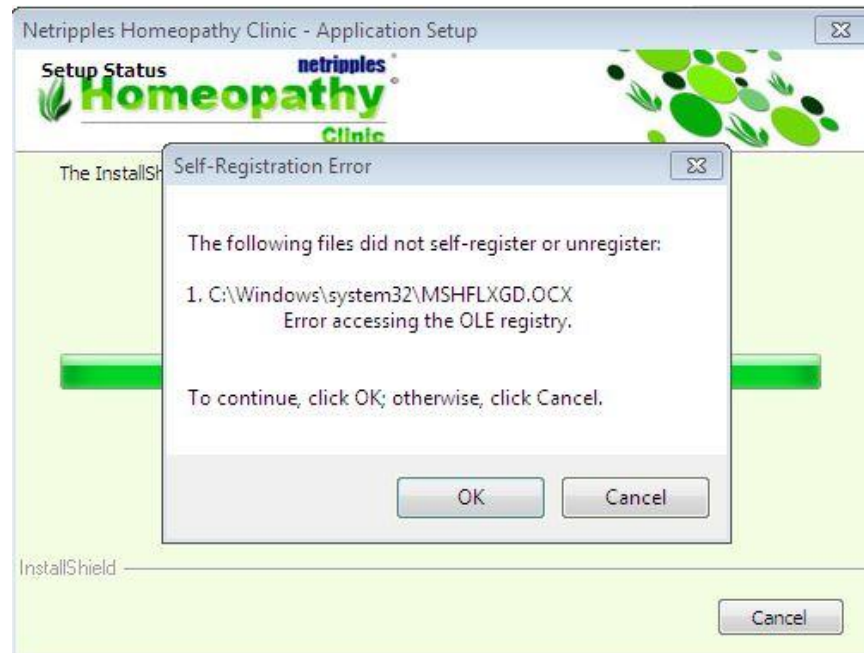 Netripples Homeopathy Clinic - Application Setup
Setup Status
netripples
Homeopathy
Clinic
The InstallSh
Self-Registration Error
The following files did not self-register or unregister:
1. C:\Windows\system32\MSHFLXGD.OCX
Error accessing the OLE registry.
To continue, click OK; otherwise, click Cancel.
OK Cancel
InstallShield
Cancel